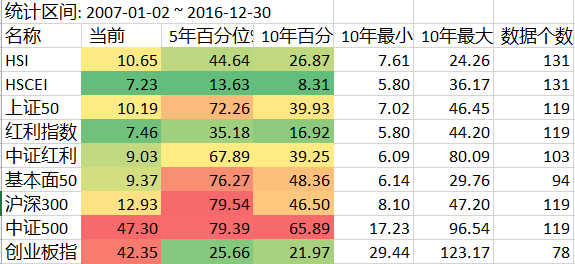 统计区间: 2007-01-02 ~ 2016-12-30
名称 当前 5年百分位% 10年百分 10年最小 10年最大 数据个数
HSI 10.65 44.64 26.87 7.61 24.26 131
HSCEI 7.23 13.63 8.31 5.80 36.17 131
上证50 10.19 72.26 39.93 7.02 46.45 119
红利指数 7.46 35.18 16.92 5.80 44.20 119
中证红利 9.03 67.89 39.25 6.09 80.09 103
基本面50 9.37 76.27 48.36 6.14 29.76 94
沪深300 12.93 79.54 46.50 8.10 47.20 119
中证500 47.30 79.39 65.89 17.23 96.54 119
创业板指 42.35 25.66 21.97 29.44 123.17 78